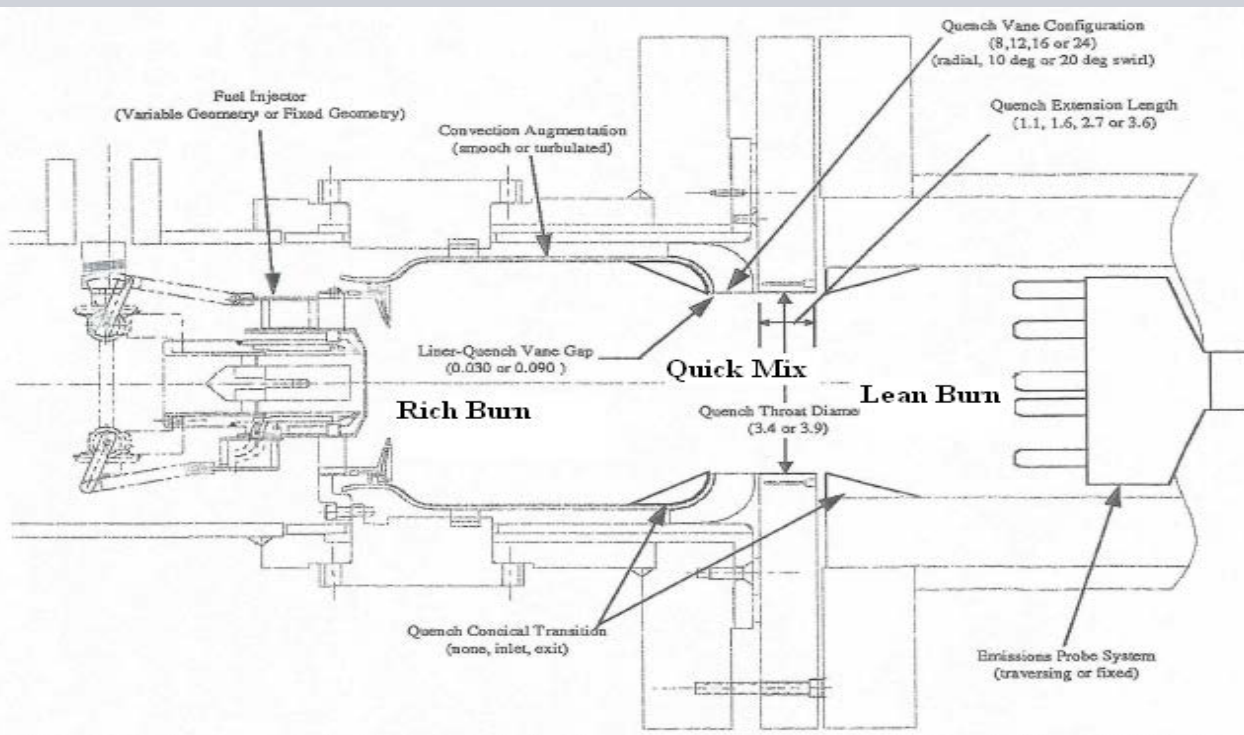 Quench Vane Configuration
(8,12,16 or 24)
(radial, 10 deg or 20 deg swirl)
Fuel Injector
(Variable Geometry or Fixed Geometry)
Quench Extension Length
(1.1, 1.6, 2.7 or 3.6)
Convection Augmentation
(smooth or turbulated)
Liner-Quench Vane Gap
(0.030 or 0.090 )
Quick Mix
Rich Burn
Lean Burn
Quench Throat Diame
(3.4 or 3.9)
Quench Concical Transition
(none, inlet, exit)
Emissions Probe System
(traversing or fixed)